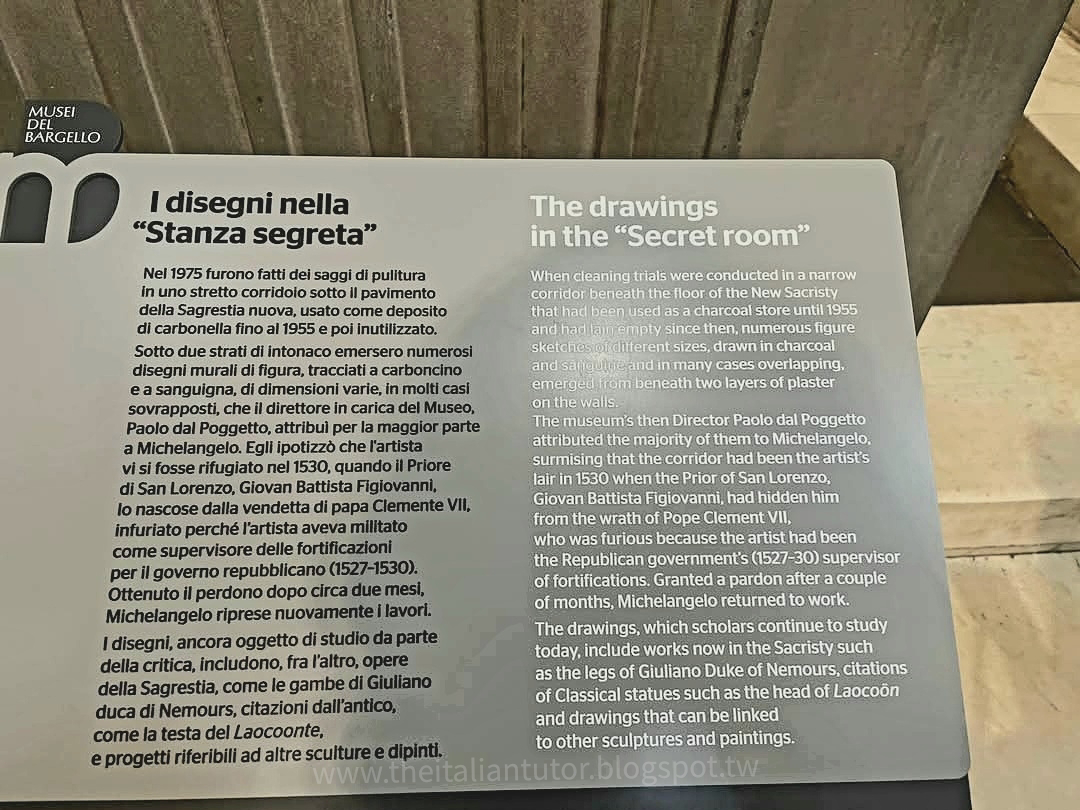 MUSEI
DEL
BARGELLO
m
I disegni nella
“Stanza segreta”
Nel 1975 furono fatti dei saggi di pulitura
in uno stretto corridoio sotto il pavimento
della Sagrestia nuova, usato come deposito
di carbonella fino al 1955 e poi inutilizzato.
Sotto due strati di intonaco emersero numerosi
disegni murali di figura, tracciati a carboncino
e a sanguigna, di dimensioni varie, in molti casi
sovrapposti, che il direttore in carica del Museo,
Paolo dal Poggetto, attribuì per la maggior parte
a Michelangelo. Egli ipotizzò che l'artista
vi si fosse rifugiato nel 1530, quando il Priore
di San Lorenzo, Giovan Battista Figiovanni,
lo nascose dalla vendetta di papa Clemente VII,
infuriato perché l'artista aveva militato
come supervisore delle fortificazioni
per il governo repubblicano (1527-1530).
Ottenuto il perdono dopo circa due mesi,
Michelangelo riprese nuovamente i lavori.
I disegni, ancora oggetto di studio da parte
della critica, includono, fra l'altro, opere
della Sagrestia, come le gambe di Giuliano
duca di Nemours, citazioni dall'antico,
come la testa del Laocoonte,
e progetti riferibili ad altre sculture e dipinti.
The drawings
in the “Secret room”
When cleaning trials were conducted in a narrow
corridor beneath the floor of the New Sacristy
that had been used as a charcoal store until 1955
and had lain empty since then, numerous figure
sketches of different sizes, drawn in charcoal
and sanguine and in many cases overlapping,
emerged from beneath two layers of plaster
on the walls.
The museum's then Director Paolo dal Poggetto
attributed the majority of them to Michelangelo,
surmising that the corridor had been the artist's
lair in 1530 when the Prior of San Lorenzo,
Giovan Battista Figiovanni, had hidden him
from the wrath of Pope Clement VII,
who was furious because the artist had been
the Republican government's (1527-30) supervisor
of fortifications. Granted a pardon after a couple
of months, Michelangelo returned to work.
The drawings, which scholars continue to study
today, include works now in the Sacristy such
as the legs of Giuliano Duke of Nemours, citations
of Classical statues such as the head of Laocoön
and drawings that can be linked
to other sculptures and paintings.
www.theitaliantutor.blogspot.tw